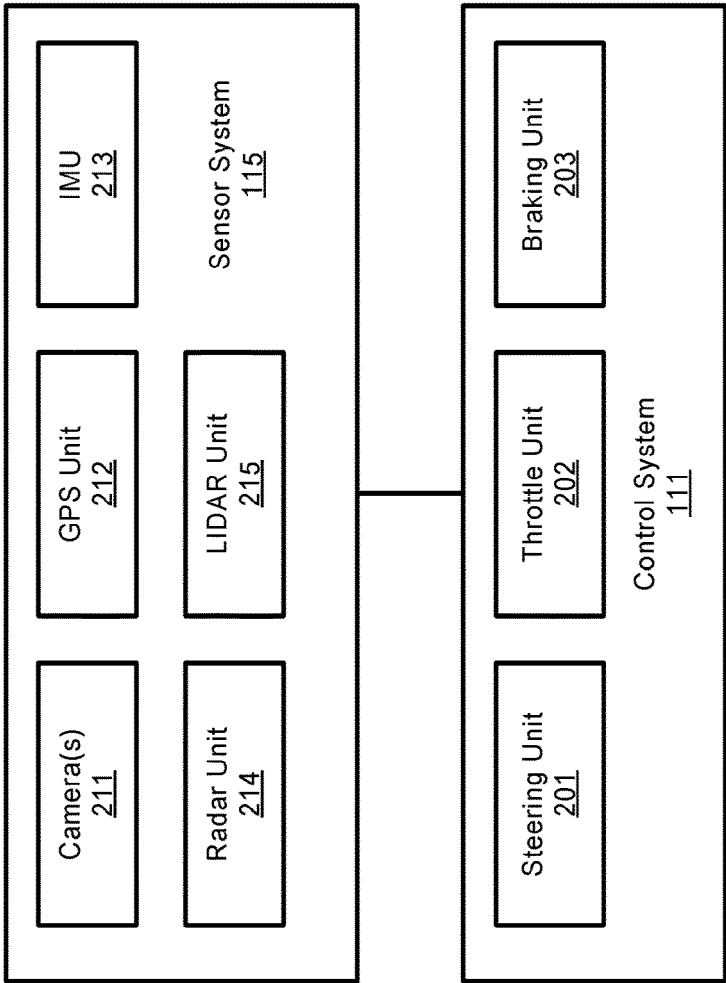 Camera(s)
211
GPS Unit
212
IMU
213
Radar Unit
214
LIDAR Unit
215
Sensor System
115
Steering Unit
201
Throttle Unit
202
Braking Unit
203
Control System
111